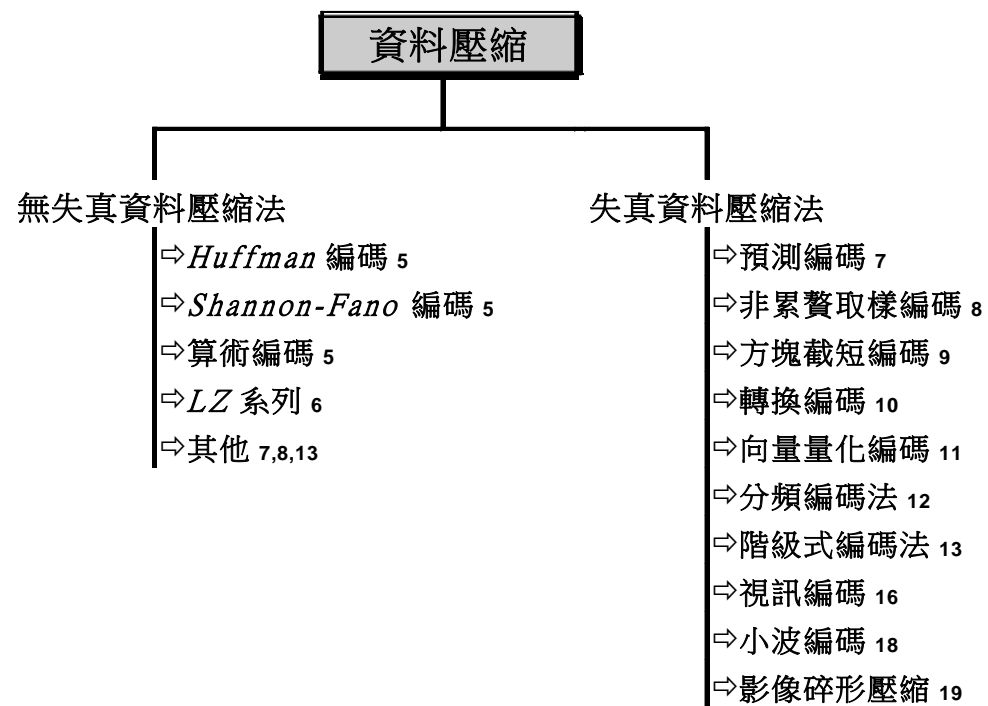 資料壓縮
無失真資料壓縮法
⇨Huffman 編碼 5
⇨Shannon-Fano 編碼 5
⇨算術編碼 5
⇨LZ 系列 6
⇨其他 7,8,13
失真資料壓縮法
⇨預測編碼 7
⇨非累贅取樣編碼 8
⇨方塊截短編碼 9
⇨轉換編碼 10
⇨向量量化編碼 11
⇨分頻編碼法 12
⇨階級式編碼法 13
⇨視訊編碼 16
⇨小波編碼 18
⇨影像碎形壓縮 19